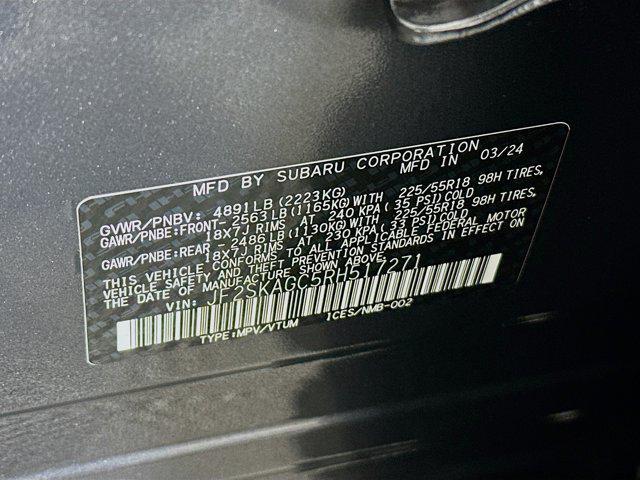 MFD BY SUBARU CORPORATION
MFD IN 03/24
GVWR/PNBV: 4891LB (2223KG)
GAWR/PNBE:FRONT-2563LB(1165KG)WITH 225/55R18 98H TIRES,
18X7J RIMS AT 240 KPA(35 PSI)COLD
GAWR/PNBE:REAR -2486LB(1130KG)WITH 225/55R18 98H TIRES,
18X7J RIMS AT 230 KPA(33 PSI)COLD
THIS VEHICLE CONFORMS TO ALL APPLICABLE FEDERAL MOTOR
VEHICLE SAFETY AND THEFT PREVENTION STANDARDS IN EFFECT ON
THE DATE OF MANUFACTURE SHOWN ABOVE.
VIN: JF2SKAGC5RH517271
TYPE:MPV/VTUM ICES/NMB-002